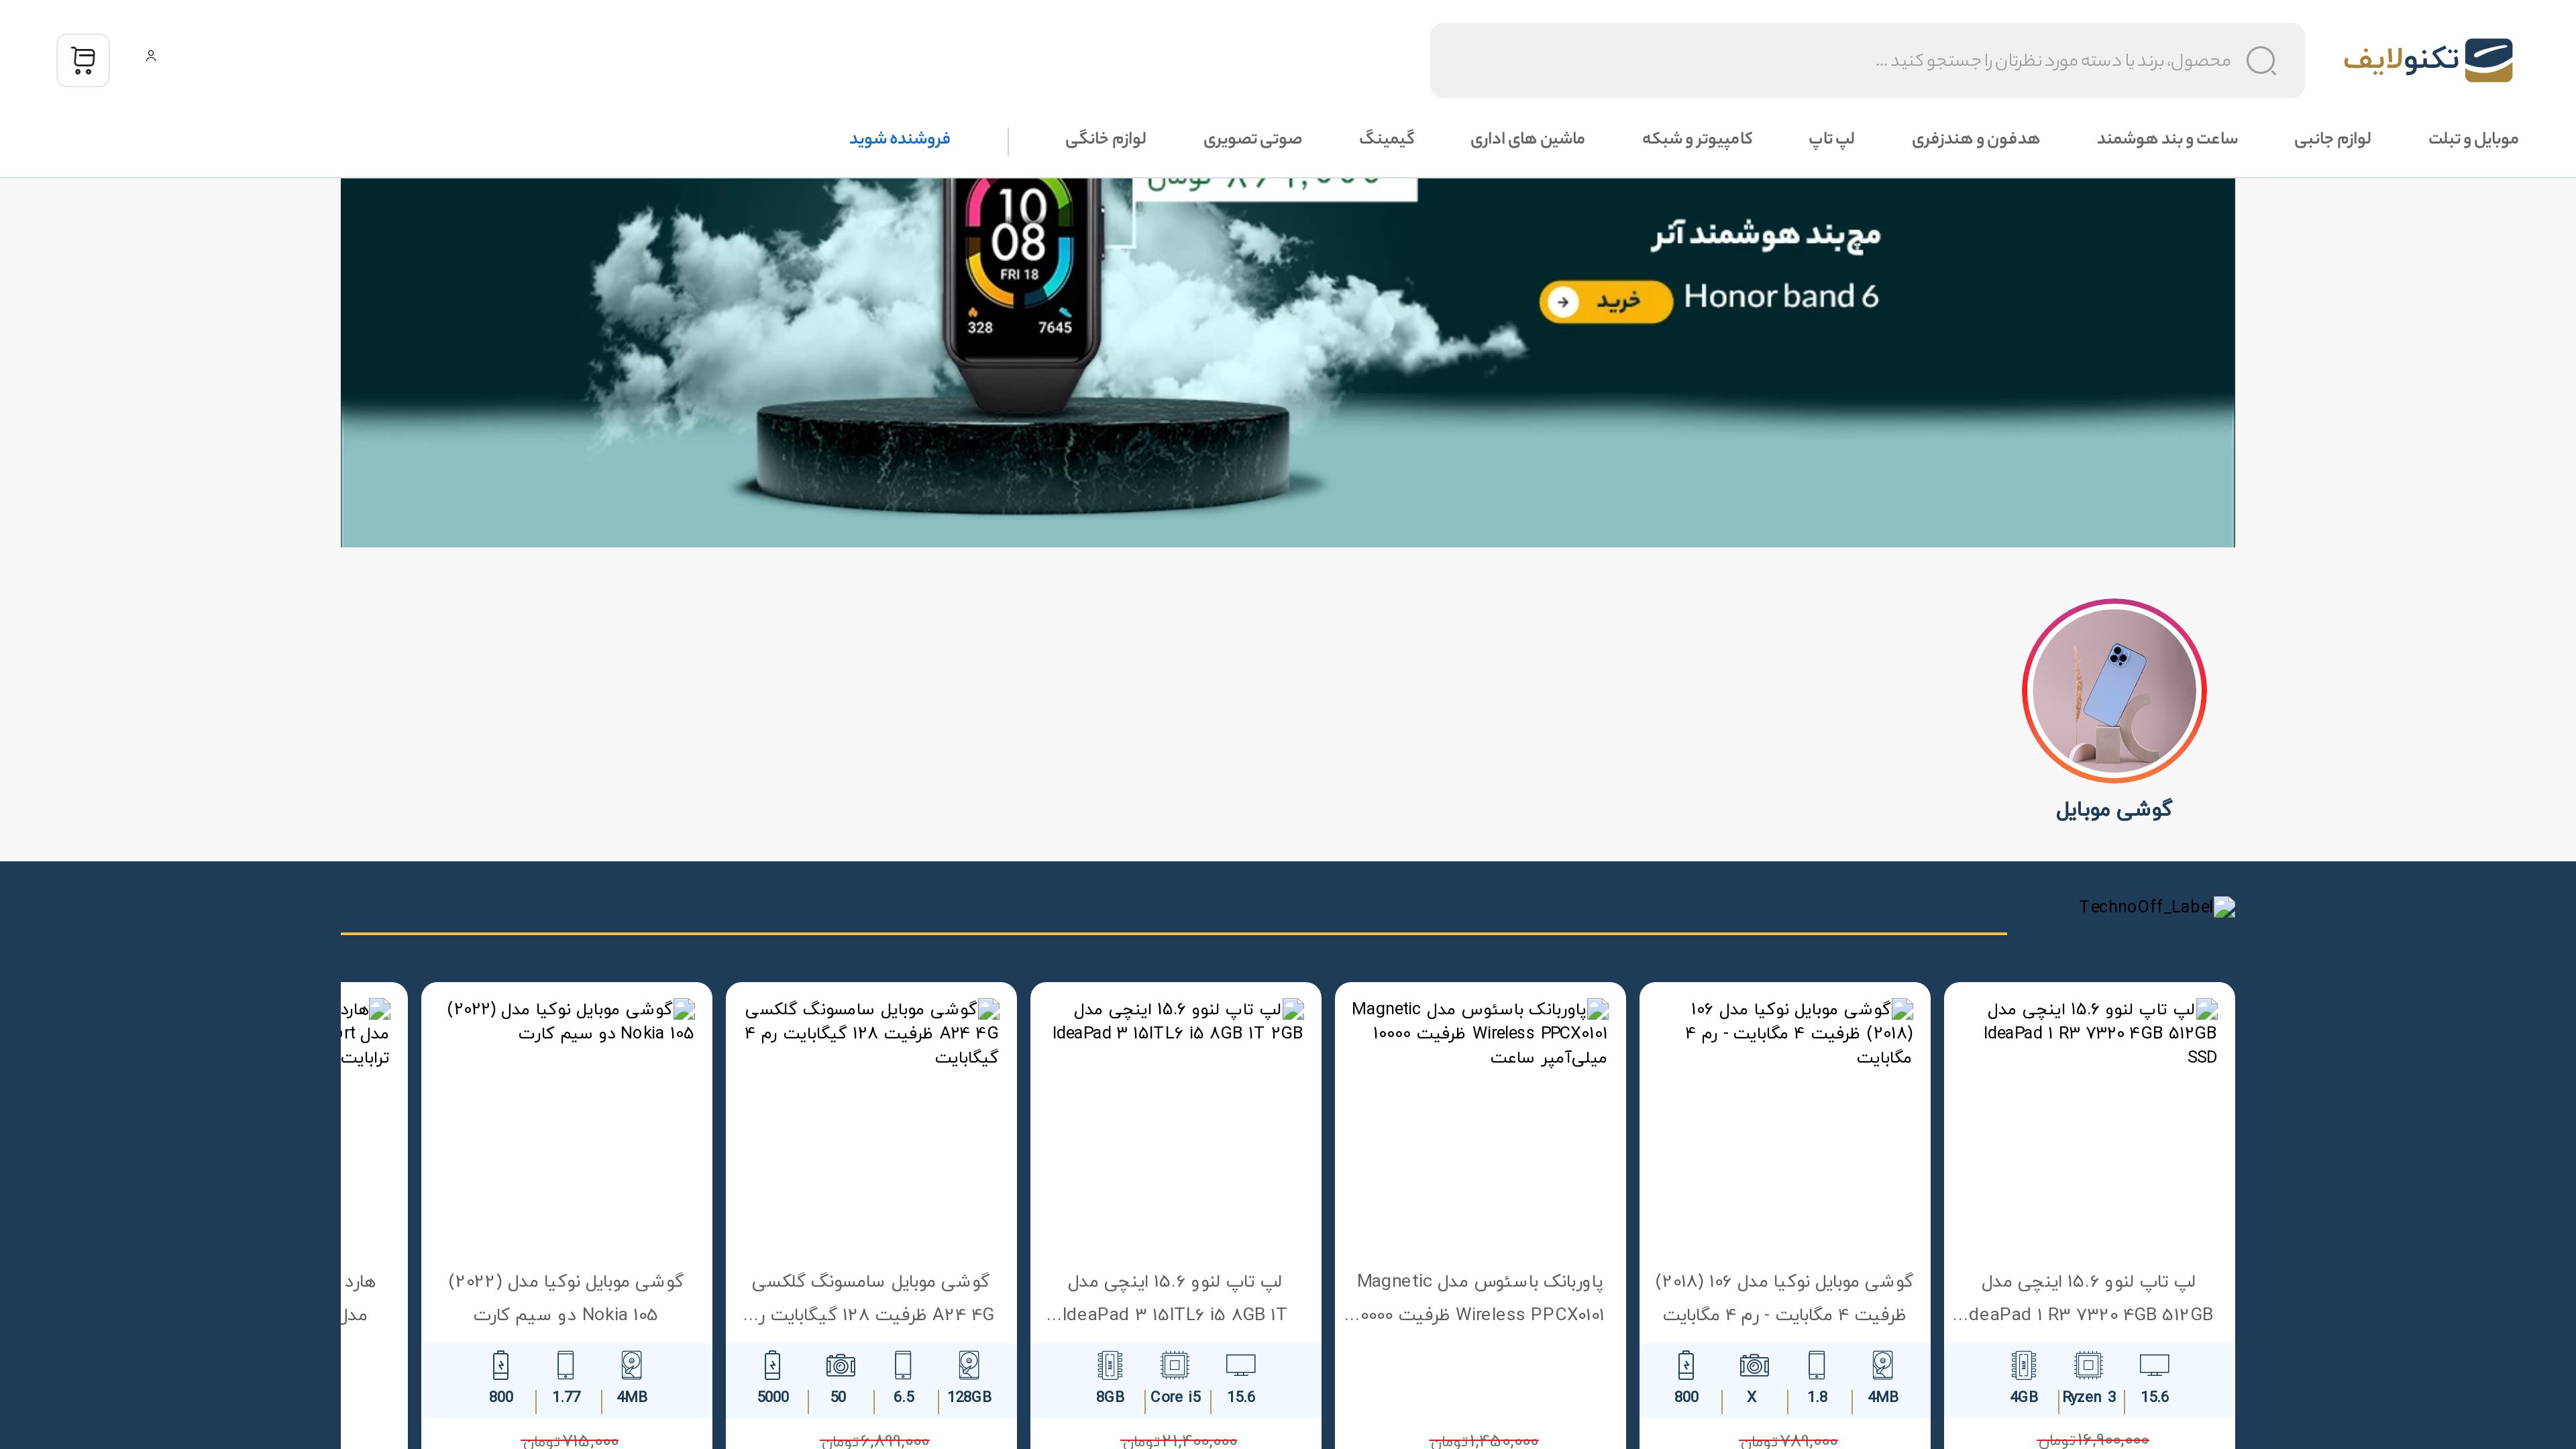 تکنولایف
محصول، برند یا دسته مورد نظرتان را جستجو کنید ...
موبایل و تبلت
لوازم جانبی
ساعت و بند هوشمند
هدفون و هندزفری
لپ تاپ
کامپیوتر و شبکه
ماشین های اداری
گیمینگ
صوتی تصویری
لوازم خانگی
فروشنده شوید
تومان
مچ‌بند هوشمند آنر
Honor band 6
خرید
10
08
FRI 18
328 7645
گوشی موبایل
TechnoOff_Label
لپ تاپ لنوو ۱۵.۶ اینچی مدل
IdeaPad ۱ R۳ ۷۳۲۰ ۴GB ۵۱۲GB
SSD
لپ تاپ لنوو ۱۵.۶ اینچی مدل
deaPad ۱ R۳ ۷۳۲۰ ۴GB ۵۱۲GB...
15.6
Ryzen 3
4GB
۱۶,۹۰۰,۰۰۰تومان
گوشی موبایل نوکیا مدل ۱۰۶
(۲۰۱۸) ظرفیت ۴ مگابایت - رم ۴
مگابایت
گوشی موبایل نوکیا مدل ۱۰۶ (۲۰۱۸)
ظرفیت ۴ مگابایت - رم ۴ مگابایت
4MB
1.8
X
800
۷۸۹,۰۰۰تومان
پاوربانک باسئوس مدل Magnetic
Wireless PPCX۰۱۰۱ ظرفیت ۱۰۰۰۰
میلی‌آمپر ساعت
پاوربانک باسئوس مدل Magnetic
Wireless PPCX۰۱۰۱ ظرفیت ۰۰۰۰...
۱,۴۵۰,۰۰۰تومان
لپ تاپ لنوو ۱۵.۶ اینچی مدل
IdeaPad ۳ ۱۵ITL۶ i۵ ۸GB ۱T ۲GB
لپ تاپ لنوو ۱۵.۶ اینچی مدل
IdeaPad ۳ ۱۵ITL۶ i۵ ۸GB ۱T...
15.6
Core i5
8GB
۲۱,۴۰۰,۰۰۰تومان
گوشی موبایل سامسونگ گلکسی
A۲۴ ۴G ظرفیت ۱۲۸ گیگابایت رم ۴
گیگابایت
گوشی موبایل سامسونگ گلکسی
A۲۴ ۴G ظرفیت ۱۲۸ گیگابایت ر...
128GB
6.5
50
5000
۶,۸۹۹,۰۰۰تومان
گوشی موبایل نوکیا مدل (۲۰۲۲)
Nokia ۱۰۵ دو سیم کارت
گوشی موبایل نوکیا مدل (۲۰۲۲)
Nokia ۱۰۵ دو سیم کارت
4MB
1.77
800
۷۱۵,۰۰۰تومان
هارد
مدل rt
ترابایت
هارد
مدل